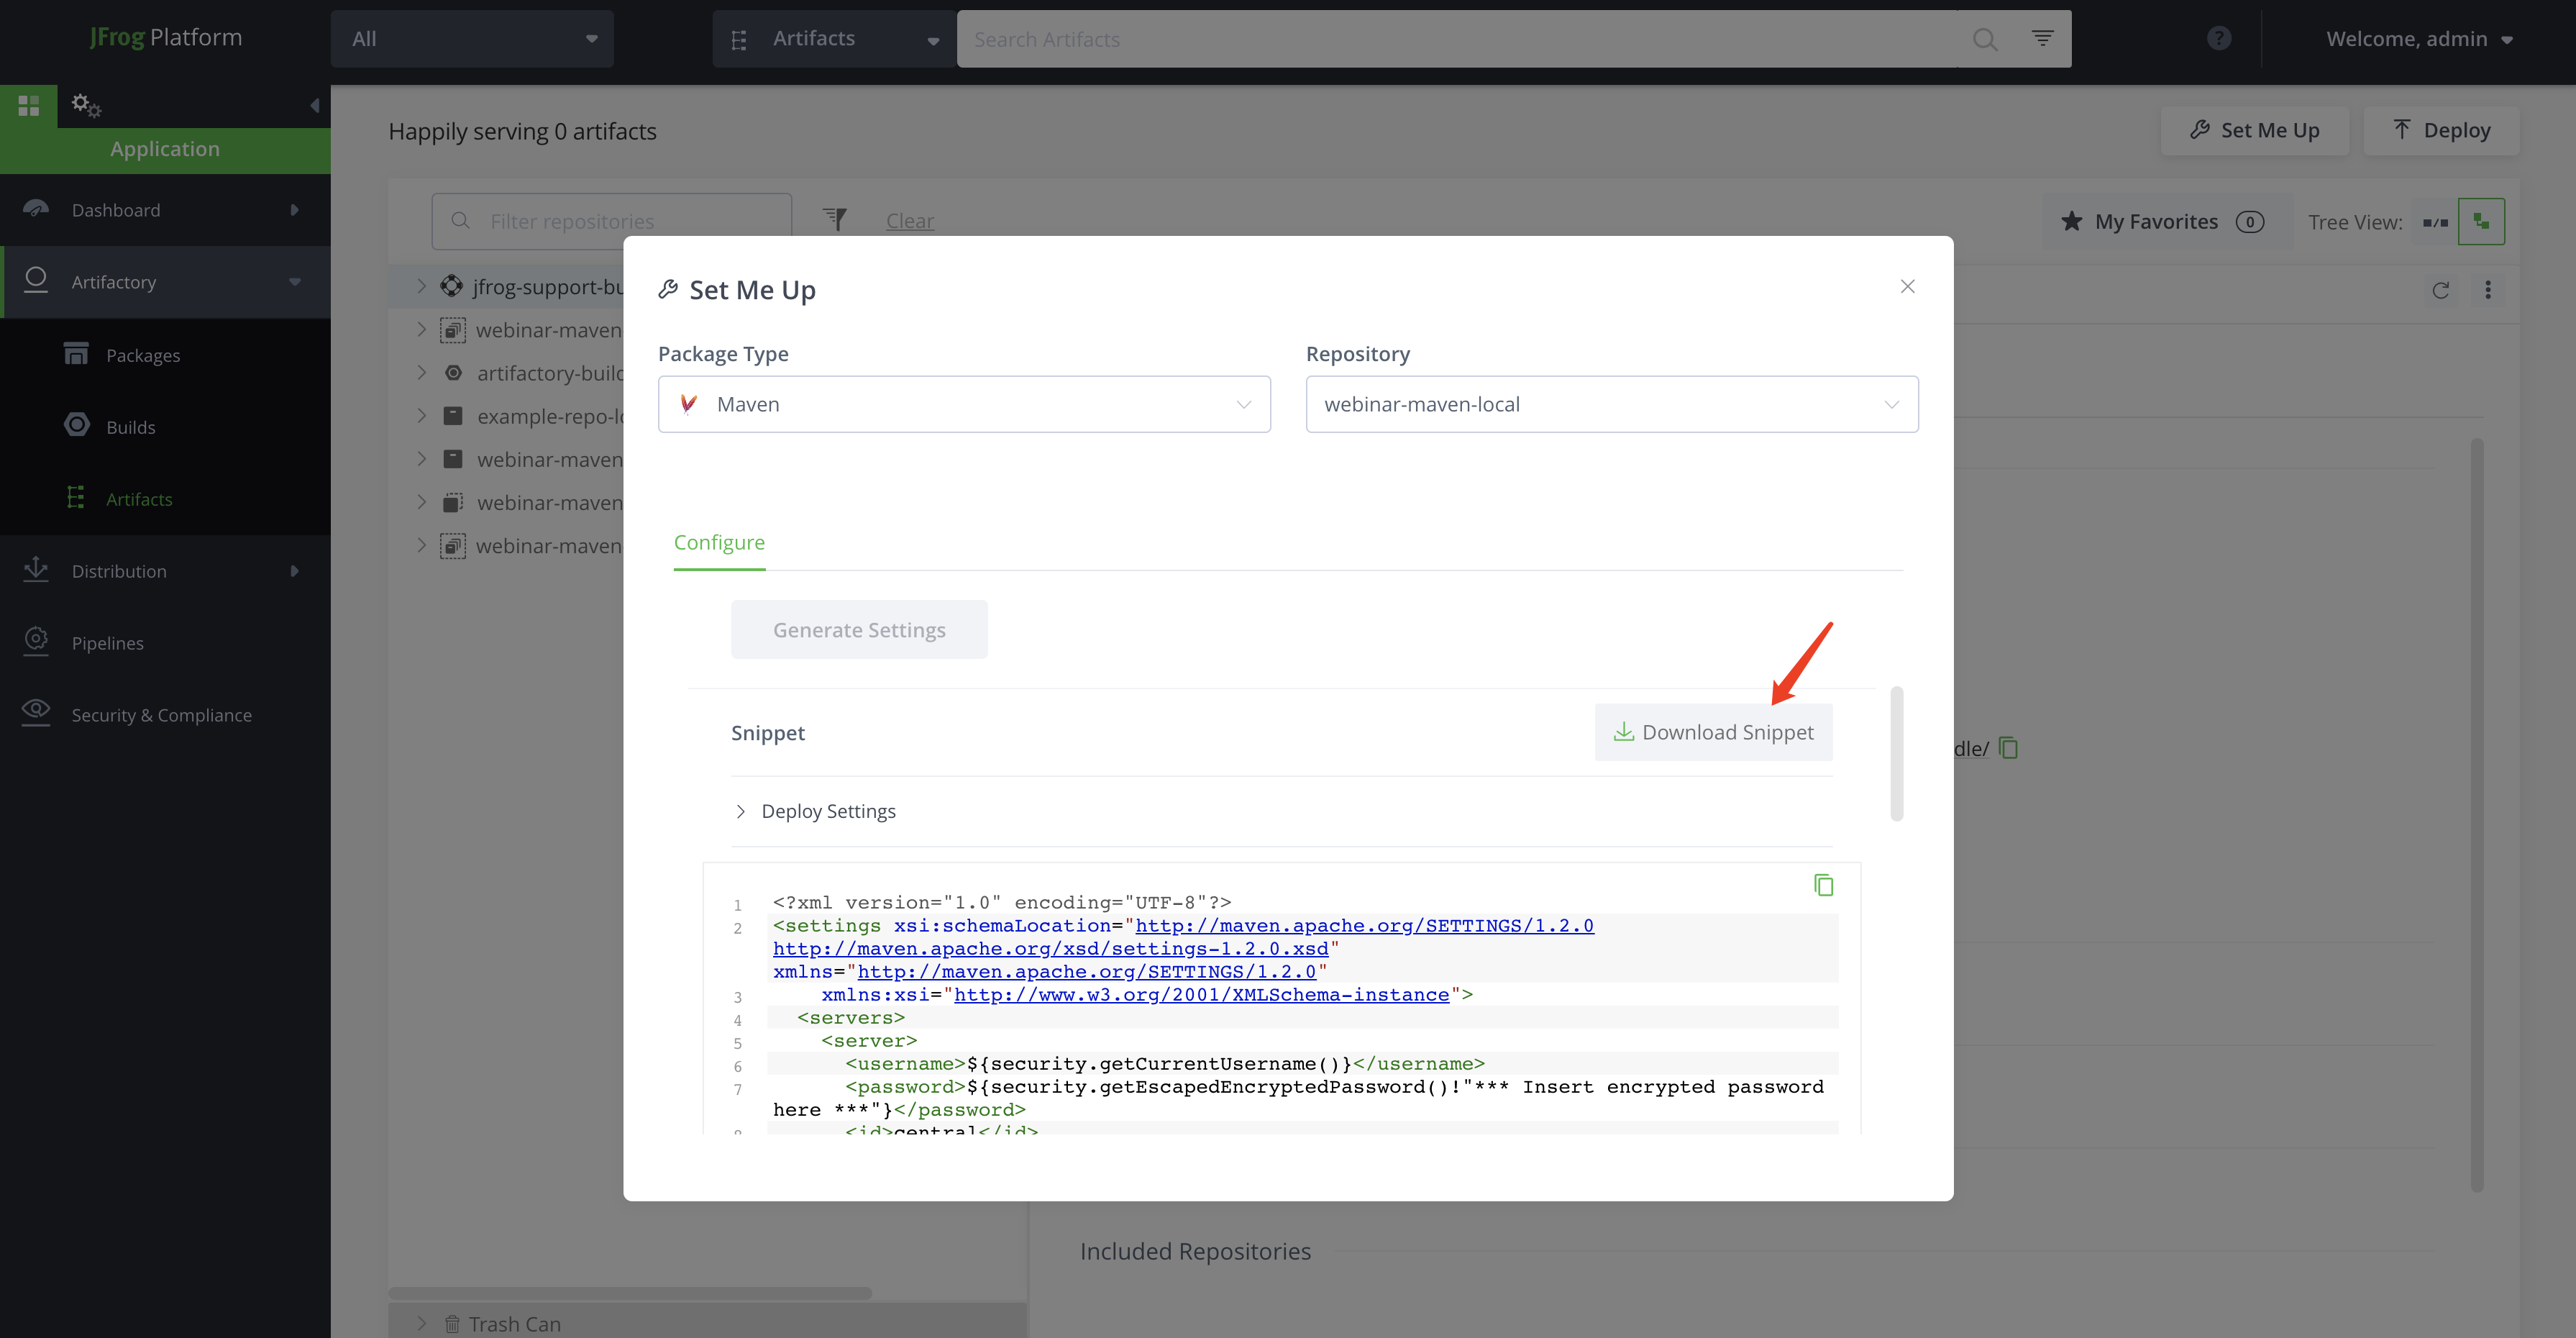 JFrog Platform
All
Artifacts
Search Artifacts
?
Welcome, admin
Application
Dashboard
Artifactory
Packages
Builds
Artifacts
Distribution
Pipelines
Security & Compliance
Happily serving 0 artifacts
Set Me Up
Deploy
Filter repositories
Clear
My Favorites 0
Tree View:
jfrog-support-bu
webinar-maven
artifactory-build
example-repo-lo
webinar-maven
webinar-maven
webinar-maven
Trash Can
dle/
Included Repositories
Set Me Up
Package Type
Repository
Maven
webinar-maven-local
Configure
Generate Settings
Snippet
Download Snippet
Deploy Settings
1 <?xml version="1.0" encoding="UTF-8"?>
2 <settings xsi:schemaLocation="http://maven.apache.org/SETTINGS/1.2.0
http://maven.apache.org/xsd/settings-1.2.0.xsd"
xmlns="http://maven.apache.org/SETTINGS/1.2.0"
3 xmlns:xsi="http://www.w3.org/2001/XMLSchema-instance">
4 <servers>
5 <server>
6 <username>${security.getCurrentUsername()}</username>
7 <password>${security.getEscapedEncryptedPassword()!"*** Insert encrypted password
here ***"}</password>
8 <id>central</id>